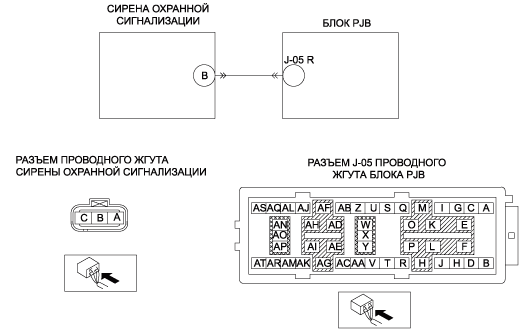 СИРЕНА ОХРАННОЙ
СИГНАЛИЗАЦИИ
БЛОК PJB
J-05 R
B
РАЗЪЕМ ПРОВОДНОГО ЖГУТА
СИРЕНЫ ОХРАННОЙ СИГНАЛИЗАЦИИ
РАЗЪЕМ J-05 ПРОВОДНОГО
ЖГУТА БЛОКА PJB
C B A
AS AQ AL AJ AF AB Z U S Q M I G C A
AN AH AD W O K E
AO X
AP AI AE Y P L F
AT AR AM AK AG AC AA V T R H J H D B